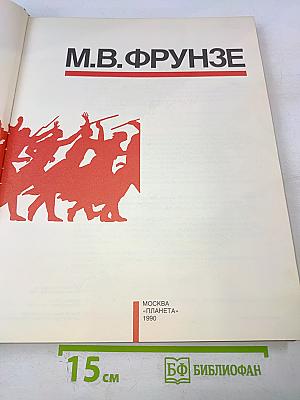 М.В.ФРУНЗЕ
МОСКВА
«ПЛАНЕТА»
1990
15 см
БФ БИБЛИОФАН